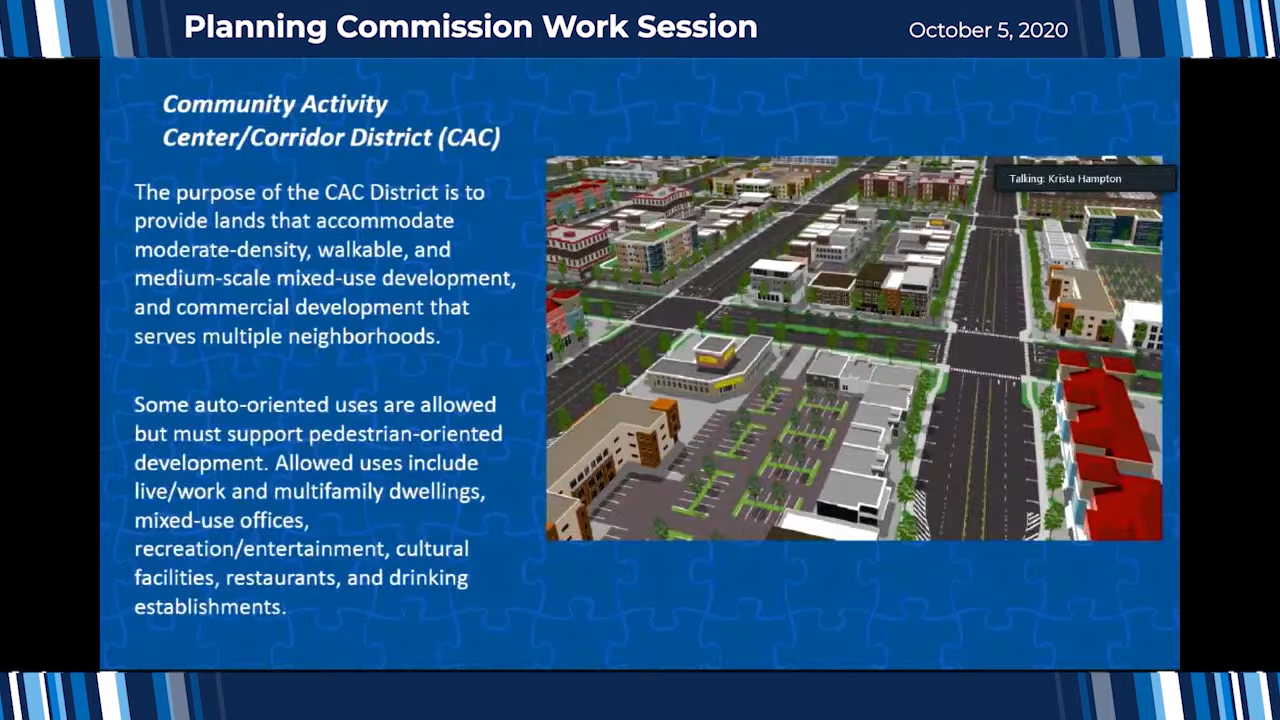 Planning Commission Work Session
October 5, 2020
Community Activity
Center/Corridor District (CAC)
The purpose of the CAC District is to
provide lands that accommodate
moderate-density, walkable, and
medium-scale mixed-use development,
and commercial development that
serves multiple neighborhoods.
Some auto-oriented uses are allowed
but must support pedestrian-oriented
development. Allowed uses include
live/work and multifamily dwellings,
mixed-use offices,
recreation/entertainment, cultural
facilities, restaurants, and drinking
establishments.
Talking: Krista Hampton